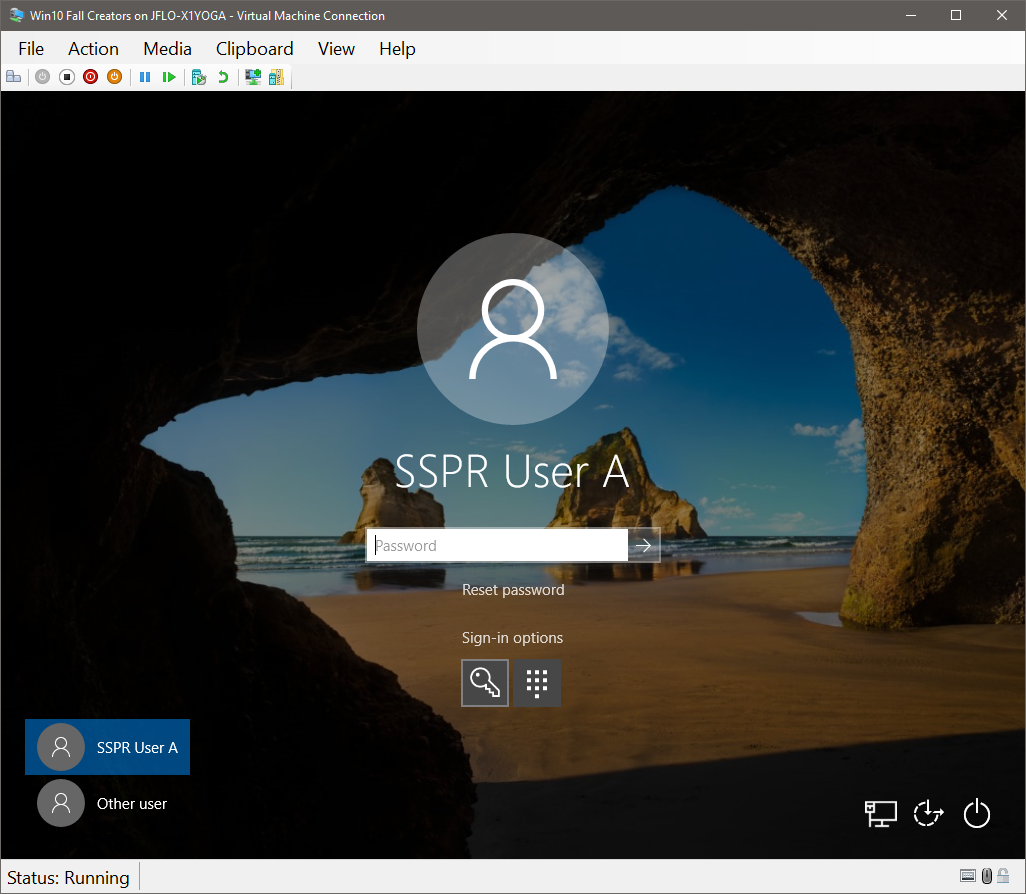 Win10 Fall Creators on JFLO-X1YOGA - Virtual Machine Connection
File Action Media Clipboard View Help
SSPR User A
Password
Reset password
Sign-in options
SSPR User A
Other user
Status: Running